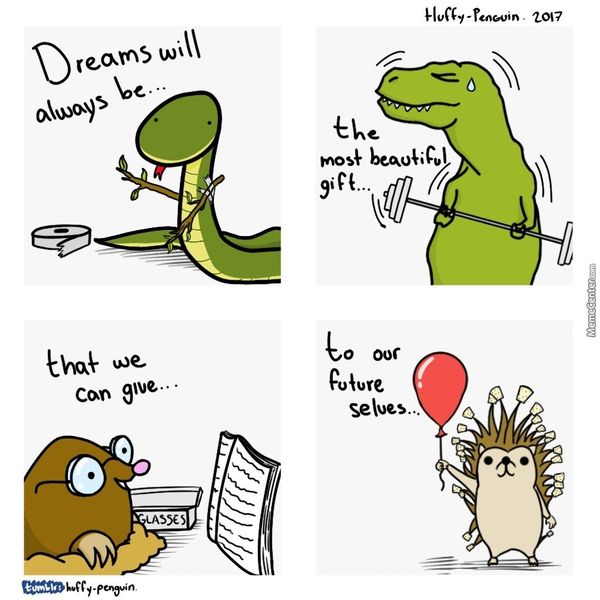 Huffy-Penguin. 2017
Dreams will
always be...
the
most beautiful
gift...
that we
can give...
GLASSES
to our
future
selves...
MemeCenter.com
tumblr huffy-penguin.